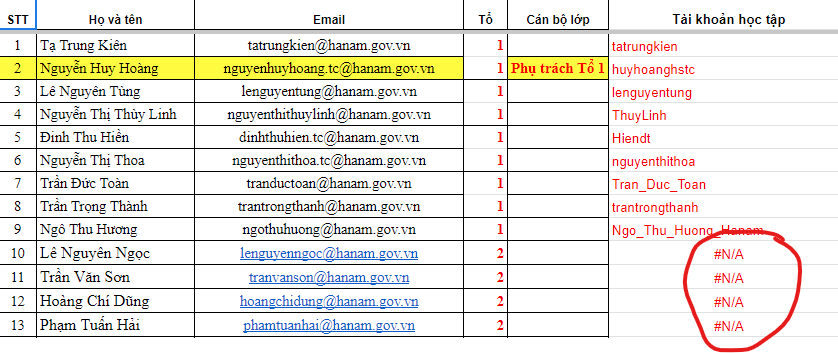 STT Họ và tên Email Tổ Cán bộ lớp Tài khoản học tập
1 Tạ Trung Kiên tatrungkien@hanam.gov.vn 1 tatrungkien
2 Nguyễn Huy Hoàng nguyenhuyhoang.tc@hanam.gov.vn 1 Phụ trách Tổ 1 huyhoanghstc
3 Lê Nguyên Tùng lenguyentung@hanam.gov.vn 1 lenguyentung
4 Nguyễn Thị Thùy Linh nguyenthithuylinh@hanam.gov.vn 1 ThuyLinh
5 Đinh Thu Hiền dinhthuhien.tc@hanam.gov.vn 1 Hiendt
6 Nguyễn Thị Thoa nguyenthithoa.tc@hanam.gov.vn 1 nguyenthithoa
7 Trần Đức Toàn tranductoan@hanam.gov.vn 1 Tran_Duc_Toan
8 Trần Trọng Thành trantrongthanh@hanam.gov.vn 1 trantrongthanh
9 Ngô Thu Hương ngothuhuong@hanam.gov.vn 1 Ngo_Thu_Huong_Hanam
10 Lê Nguyên Ngọc lenguyenngoc@hanam.gov.vn 2 #N/A
11 Trần Văn Sơn tranvanson@hanam.gov.vn 2 #N/A
12 Hoàng Chí Dũng hoangchidung@hanam.gov.vn 2 #N/A
13 Phạm Tuấn Hải phamtuanhai@hanam.gov.vn 2 #N/A